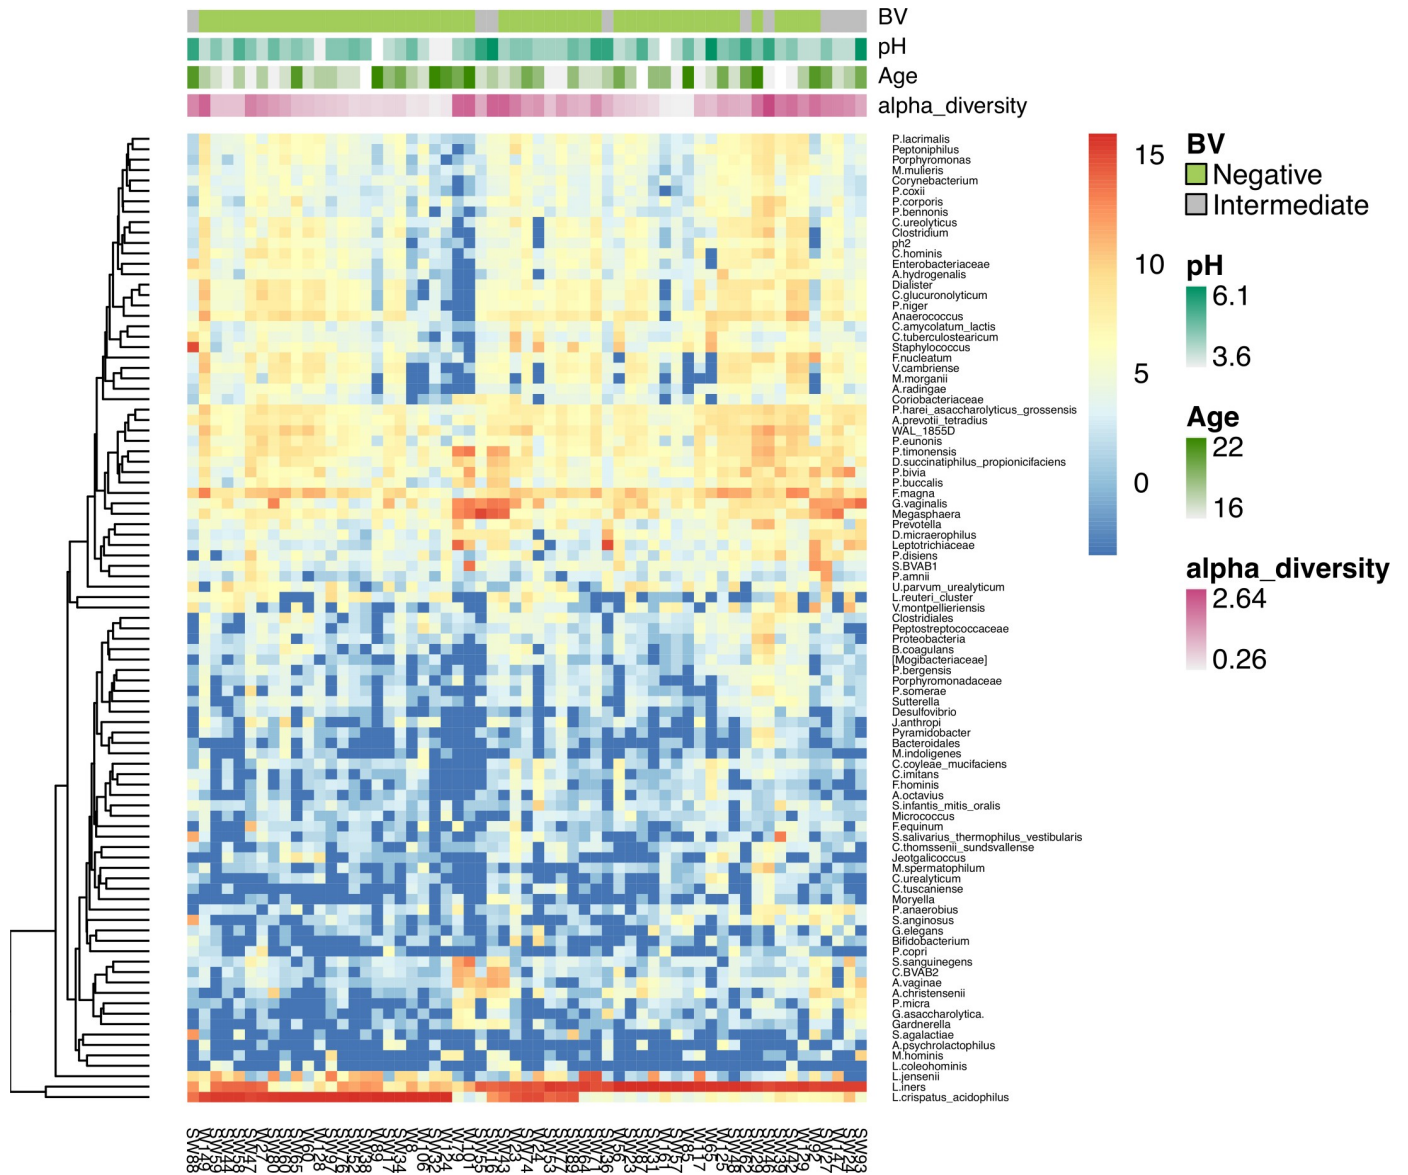 BV
pH
Age
alpha_diversity
P.lacrimalis
Peptoniphilus
Porphyromonas
M.mulieris
Corynebacterium
P.coxii
P.corporis
P.bennonis
C.ureolyticus
Clostridium
ph2
C.hominis
Enterobacteriaceae
A.hydrogenalis
Dialister
C.glucuronolyticum
P.niger
Anaerococcus
C.amycolatum_lactis
C.tuberculostearicum
Staphylococcus
F.nucleatum
V.cambriense
M.morganii
A.radingae
Coriobacteriaceae
P.harei_asaccharolyticus_grossensis
A.prevotii_tetradius
WAL_1855D
P.eunonis
P.timonensis
D.succinatiphilus_propionicifaciens
P.bivia
P.buccalis
F.magna
G.vaginalis
Megasphaera
Prevotella
D.micraerophilus
Leptotrichiaceae
P.disiens
S.BVAB1
P.amnii
U.parvum_urealyticum
L.reuteri_cluster
V.montpellieriensis
Clostridiales
Peptostreptococcaceae
Proteobacteria
B.coagulans
[Mogibacteriaceae]
P.bergensis
Porphyromonadaceae
P.somerae
Sutterella
Desulfovibrio
J.anthropi
Pyramidobacter
Bacteroidales
M.indoligenes
C.coyleae_mucifaciens
C.imitans
F.hominis
A.octavius
S.infantis_mitis_oralis
Micrococcus
F.equinum
S.salivarius_thermophilus_vestibularis
C.thomssenii_sundsvallense
Jeotgalicoccus
M.spermatophilum
C.urealyticum
C.tuscaniense
Moryella
P.anaerobius
S.anginosus
G.elegans
Bifidobacterium
P.copri
S.sanguinegens
C.BVAB2
A.vaginae
A.christensenii
P.micra
G.asaccharolytica.
Gardnerella
S.agalactiae
A.psychrolactophilus
M.hominis
L.coleohominis
L.jensenii
L.iners
L.crispatus_acidophilus
15
10
5
0
BV
Negative
Intermediate
pH
6.1
3.6
Age
22
16
alpha_diversity
2.64
0.26